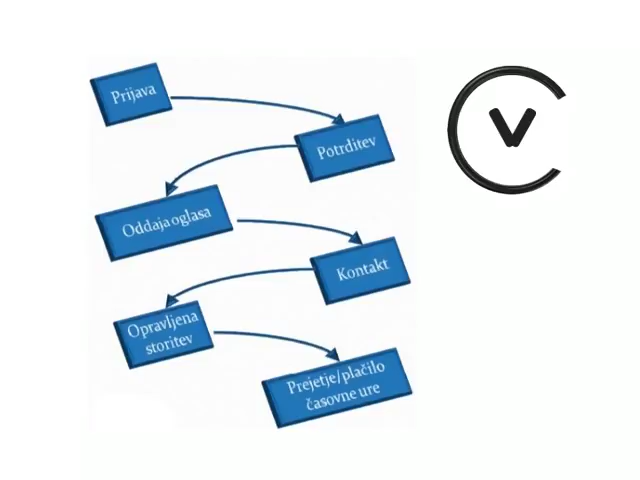 Prijava
Potrditev
Oddaja oglasa
Kontakt
Opravljena
storitev
Prejetje/plačilo
časovne ure